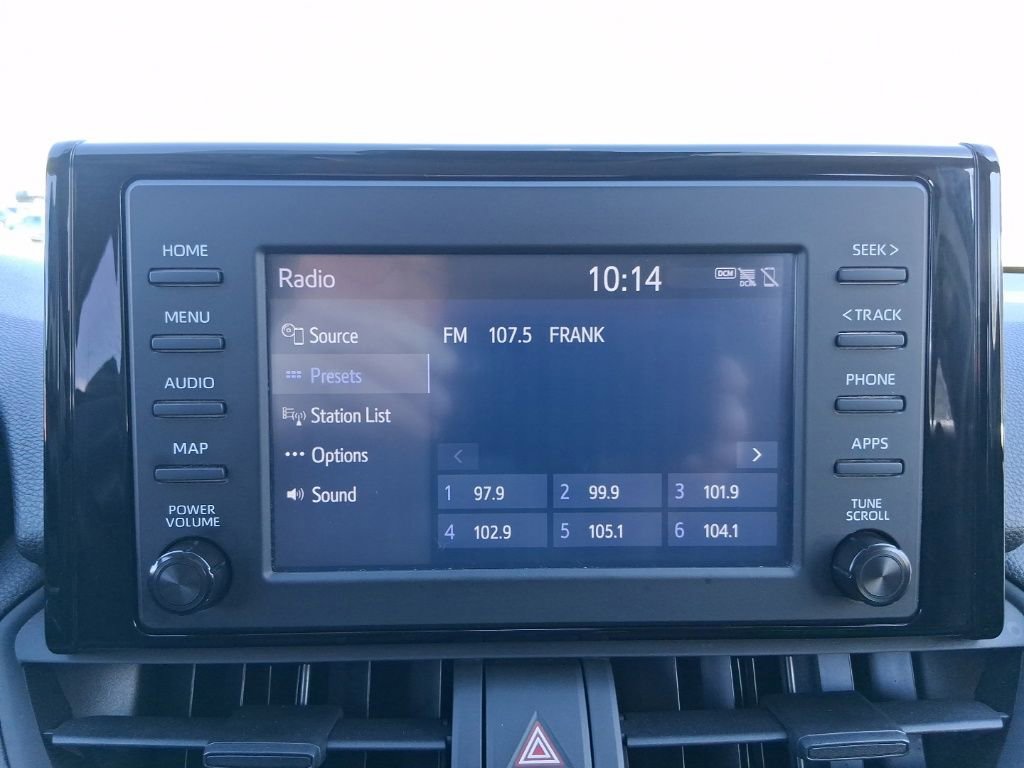 HOME
MENU
AUDIO
MAP
POWER
VOLUME
Radio
10:14
DCM
Source
Presets
Station List
Options
Sound
FM 107.5 FRANK
<
>
1 97.9
2 99.9
3 101.9
4 102.9
5 105.1
6 104.1
SEEK >
< TRACK
PHONE
APPS
TUNE
SCROLL